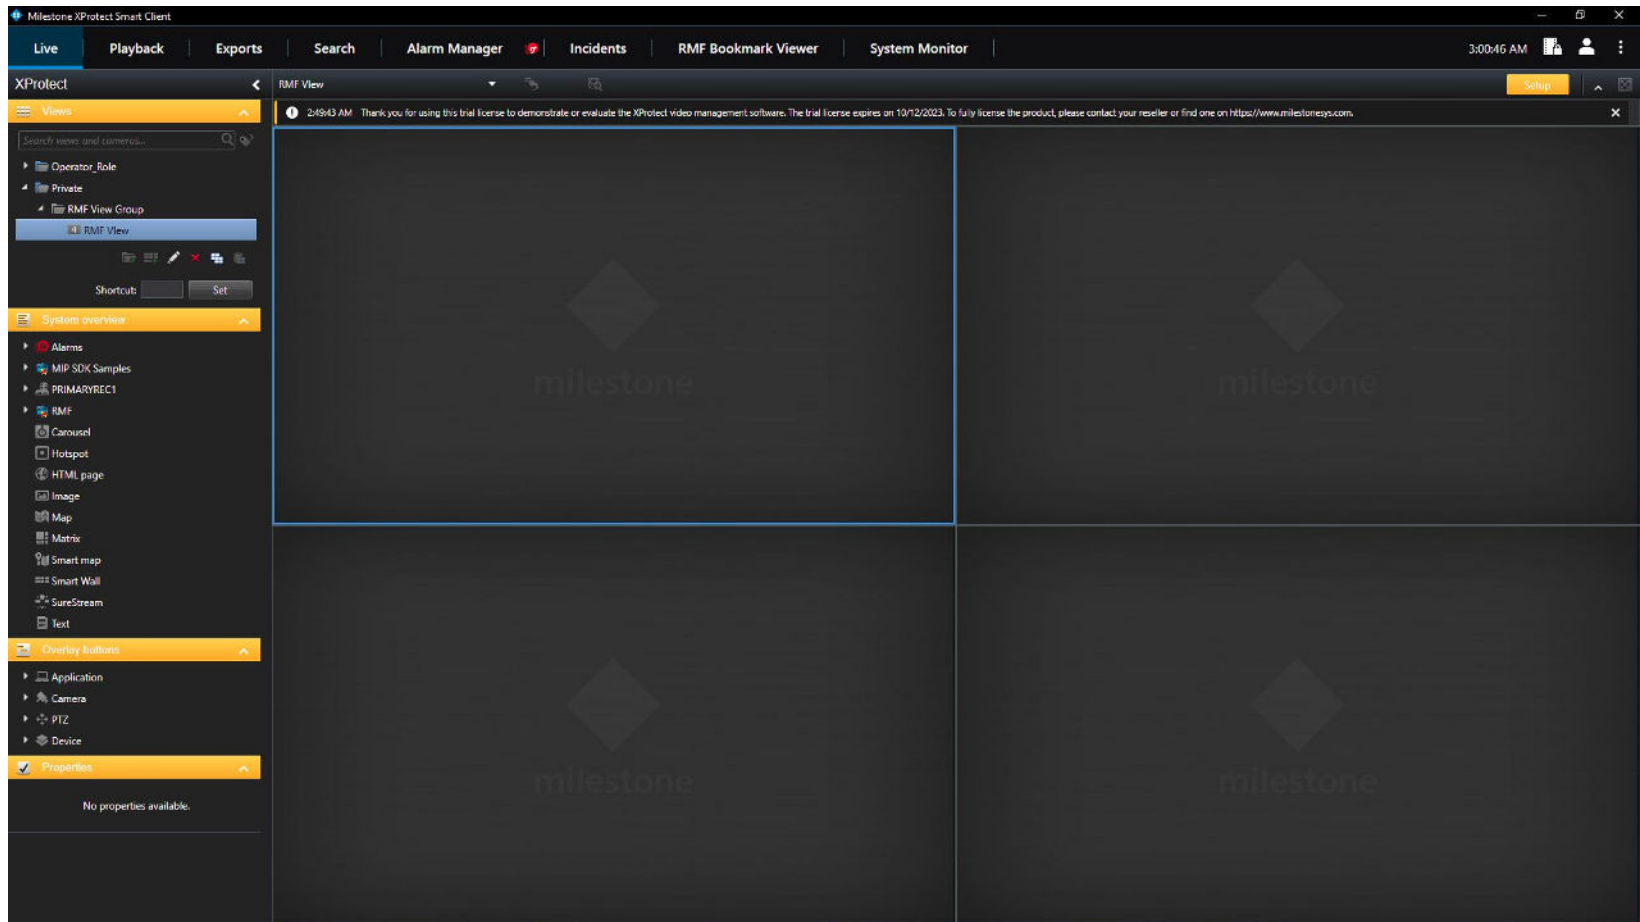 Milestone XProtect Smart Client
Live Playback Exports Search Alarm Manager Incidents RMF Bookmark Viewer System Monitor 3:00:46 AM
XProtect RMF View Setup
Views
2:49:43 AM Thank you for using this trial license to demonstrate or evaluate the XProtect video management software. The trial license expires on 10/12/2023. To fully license the product, please contact your reseller or find one on https://www.milestonesys.com.
Search views and cameras...
Operator_Role
Private
RMF View Group
RMF View
Shortcut: Set
System overview
Alarms
MIP SDK Samples
PRIMARYREC1
RMF
Carousel
Hotspot
HTML page
Image
Map
Matrix
Smart map
Smart Wall
SureStream
Text
Overlay buttons
Application
Camera
PTZ
Device
Properties
No properties available.
milestone milestone
milestone milestone